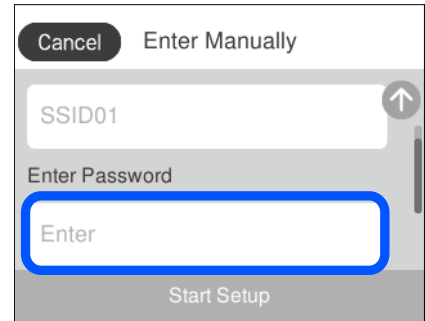 Cancel Enter Manually
SSID01
Enter Password
Enter
Start Setup